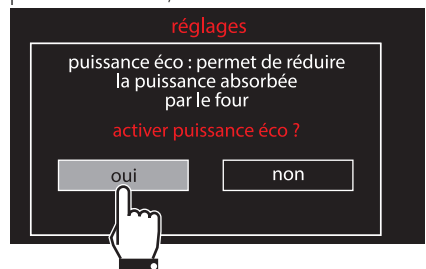 réglages
puissance éco : permet de réduire
la puissance absorbée
par le four
activer puissance éco ?
oui
non